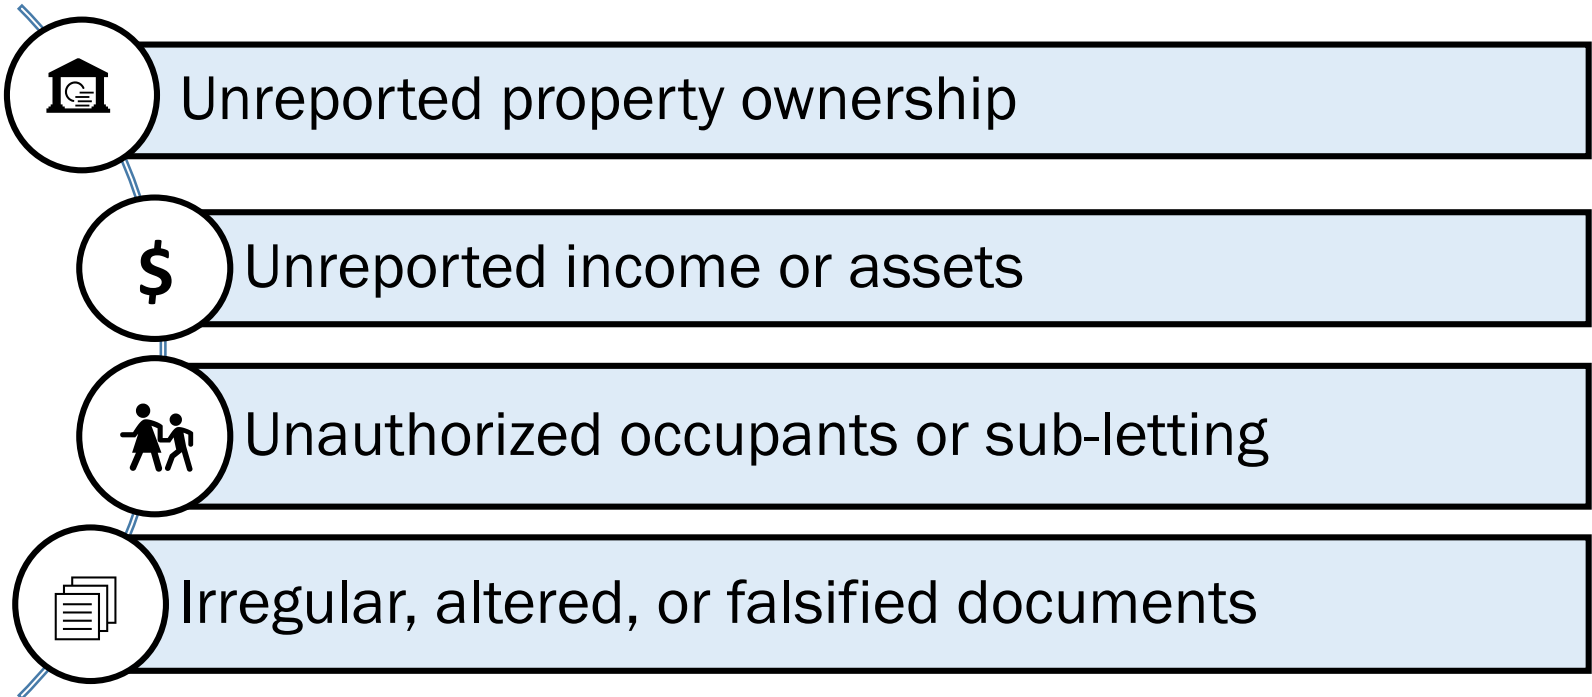 Unreported property ownership
$
Unreported income or assets
Unauthorized occupants or sub-letting
Irregular, altered, or falsified documents